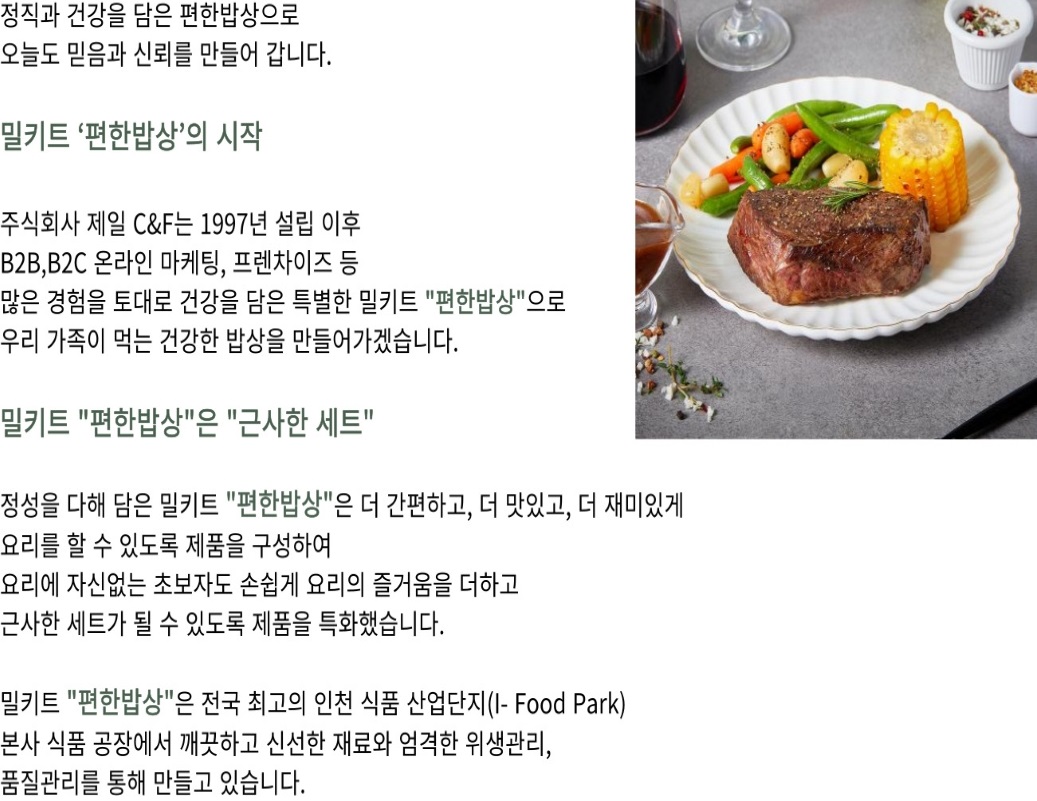 정직과 건강을 담은 편한밥상으로
오늘도 믿음과 신뢰를 만들어 갑니다.
밀키트 ‘편한밥상’의 시작
주식회사 제일 C&F는 1997년 설립 이후
B2B,B2C 온라인 마케팅, 프렌차이즈 등
많은 경험을 토대로 건강을 담은 특별한 밀키트 "편한밥상"으로
우리 가족이 먹는 건강한 밥상을 만들어가겠습니다.
밀키트 "편한밥상"은 "근사한 세트"
정성을 다해 담은 밀키트 "편한밥상"은 더 간편하고, 더 맛있고, 더 재미있게
요리를 할 수 있도록 제품을 구성하여
요리에 자신없는 초보자도 손쉽게 요리의 즐거움을 더하고
근사한 세트가 될 수 있도록 제품을 특화했습니다.
밀키트 "편한밥상"은 전국 최고의 인천 식품 산업단지(I- Food Park)
본사 식품 공장에서 깨끗하고 신선한 재료와 엄격한 위생관리,
품질관리를 통해 만들고 있습니다.